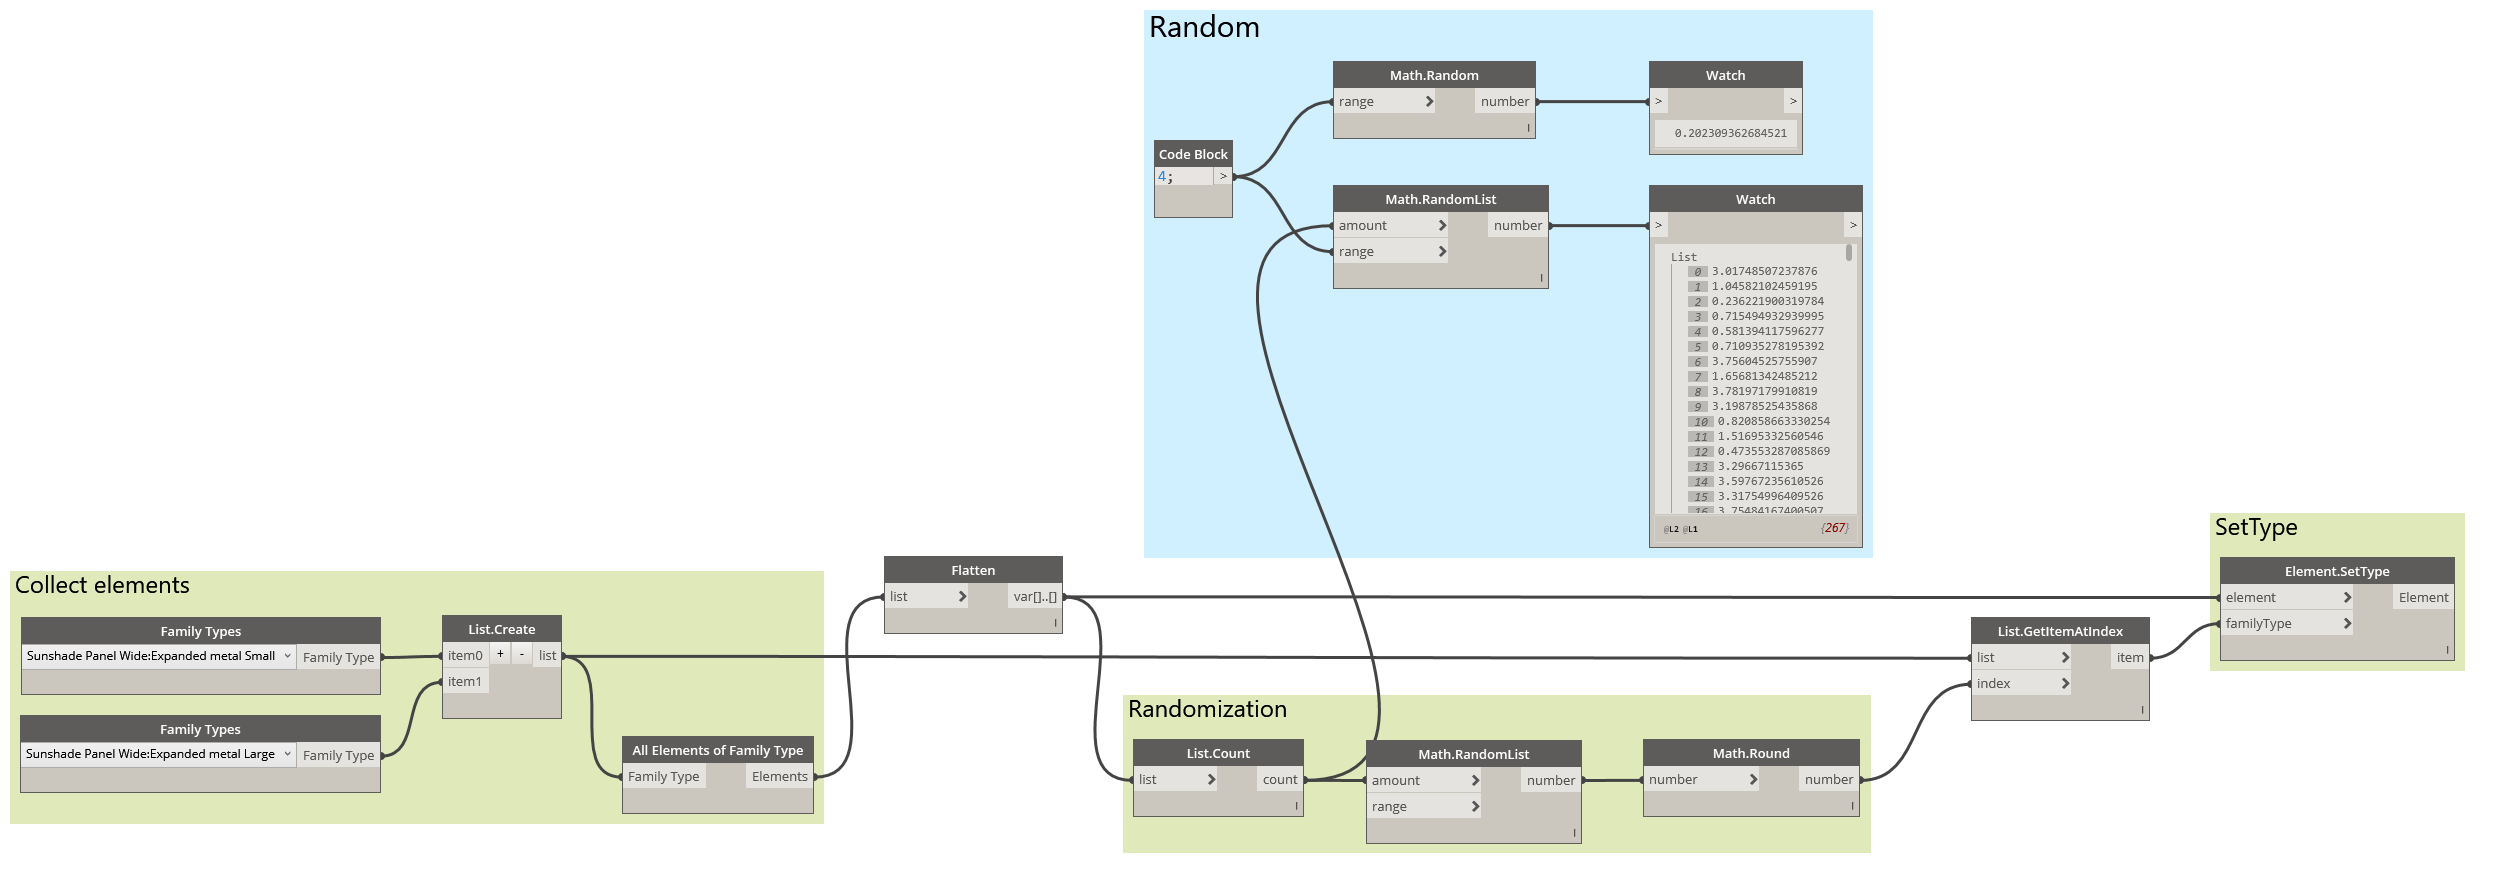 Random
Math.Random
range
number
Watch
>
>
0.202309362684521
Code Block
4;
>
Math.RandomList
amount
number
range
Watch
>
>
List
0 3.01748507237876
1 1.04582102459195
2 0.236221900319784
3 0.715494932939995
4 0.581394117596277
5 0.710935278195392
6 3.75604525755907
7 1.65681342485212
8 3.78197179910819
9 3.19878525435868
10 0.820858663330254
11 1.51695332560546
12 0.473553287085869
13 3.29667115365
14 3.59767235610526
15 3.31754996409526
16 3.75484167400507
@L2 @L1
{267}
Collect elements
Family Types
Sunshade Panel Wide:Expanded metal Small
Family Type
Family Types
Sunshade Panel Wide:Expanded metal Large
Family Type
List.Create
item0
+
-
list
item1
All Elements of Family Type
Family Type
Elements
Flatten
list
var[]..[]
Randomization
List.Count
list
count
Math.RandomList
amount
number
range
Math.Round
number
number
List.GetItemAtIndex
list
item
index
SetType
Element.SetType
element
Element
familyType